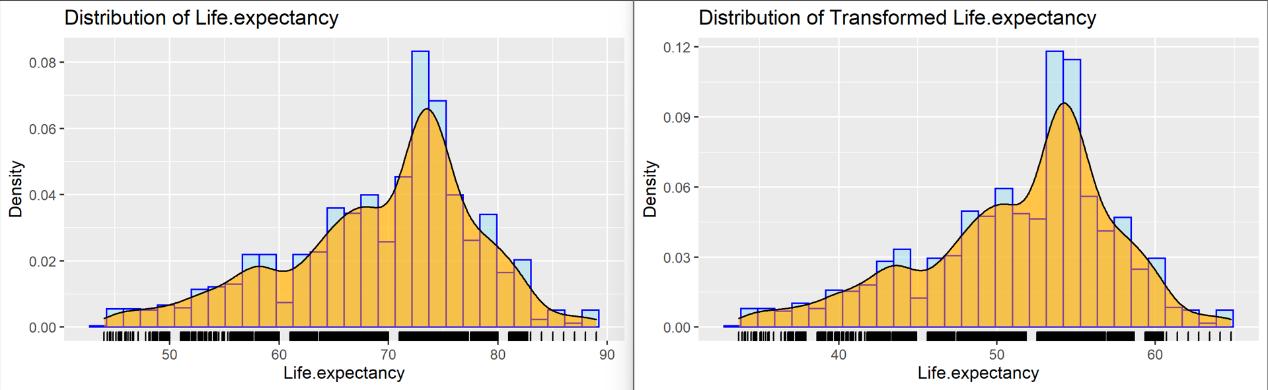 Distribution of Life.expectancy
Density
0.08
0.06
0.04
0.02
0.00
50 60 70 80 90
Life.expectancy
Distribution of Transformed Life.expectancy
Density
0.12
0.09
0.06
0.03
0.00
40 50 60
Life.expectancy